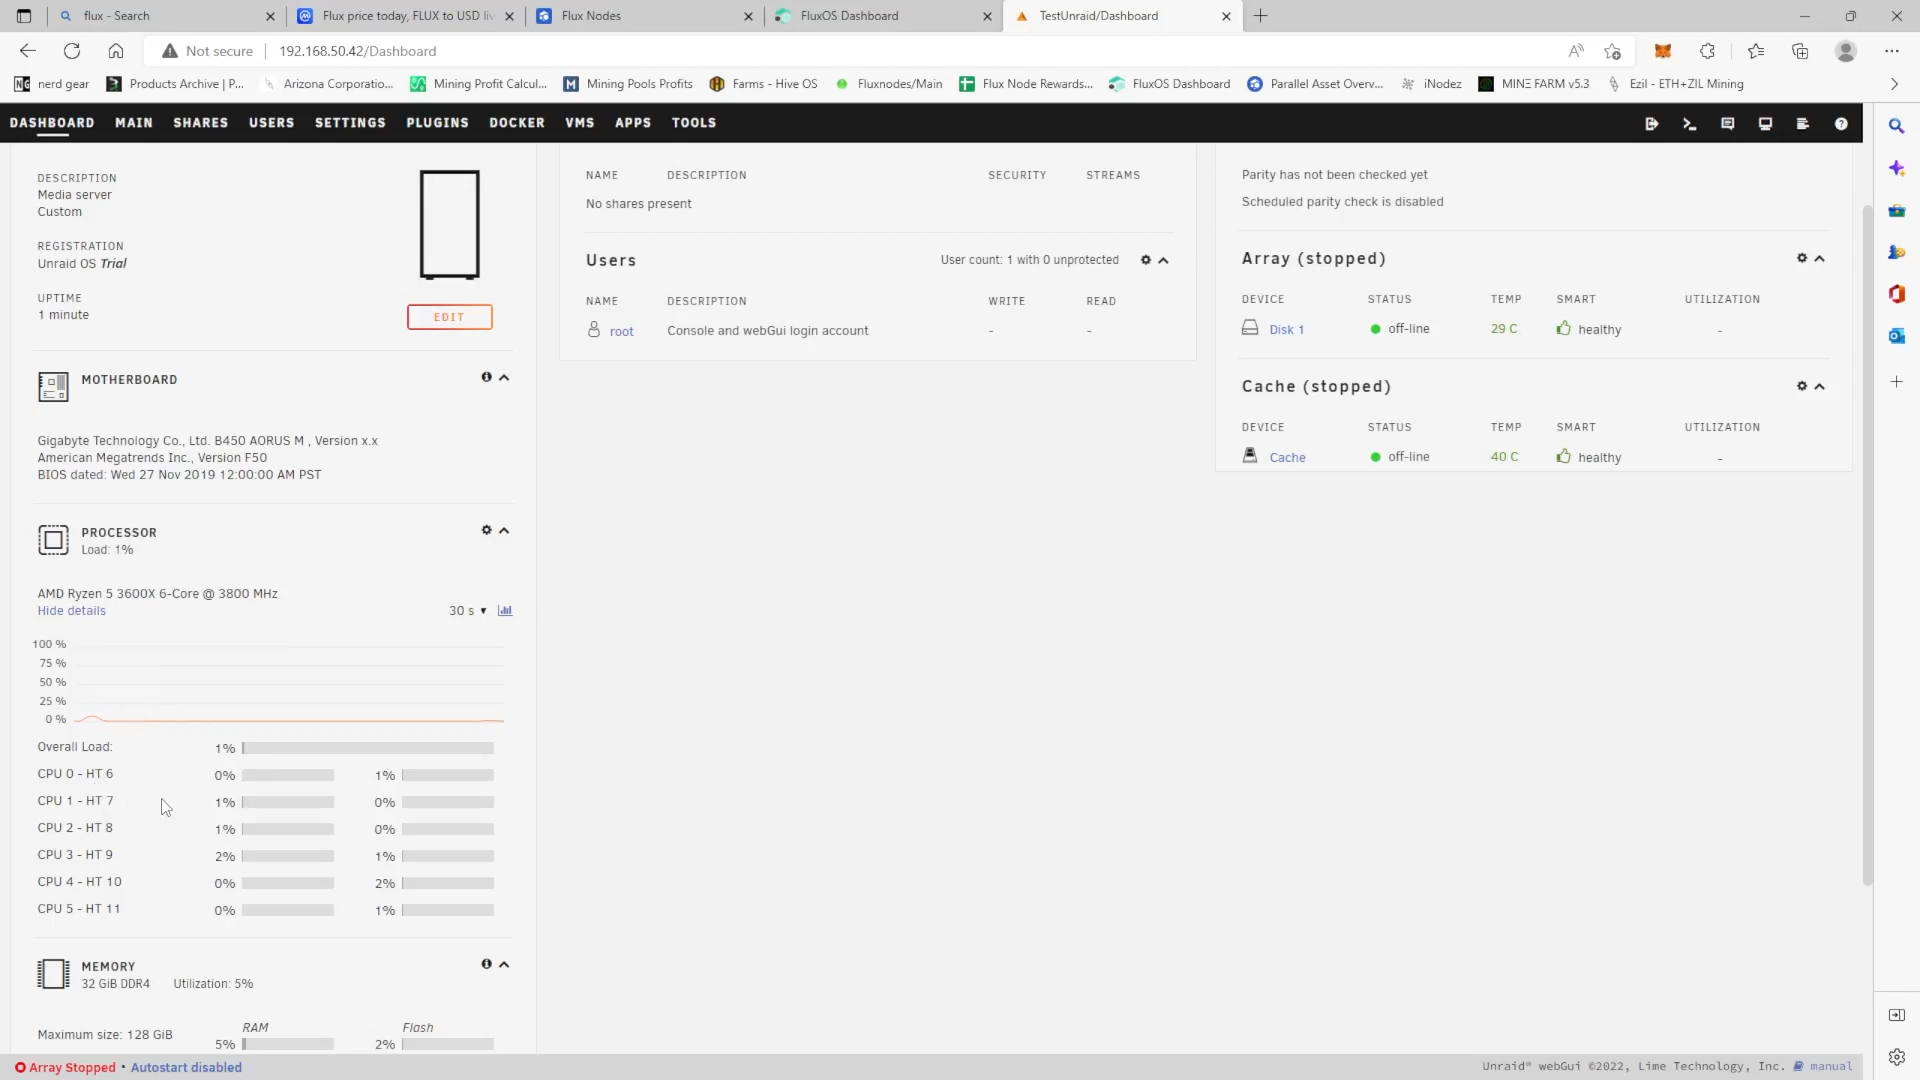 flux - Search
Flux price today, FLUX to USD liv
Flux Nodes
FluxOS Dashboard
TestUnraid/Dashboard
Not secure
192.168.50.42/Dashboard
nerd gear
Products Archive | P...
Arizona Corporatio...
Mining Profit Calcul...
Mining Pools Profits
Farms - Hive OS
Fluxnodes/Main
Flux Node Rewards...
FluxOS Dashboard
Parallel Asset Overv...
iNodez
MINΞ FARM v5.3
Ezil - ETH+ZIL Mining
DASHBOARD MAIN SHARES USERS SETTINGS PLUGINS DOCKER VMS APPS TOOLS
DESCRIPTION
Media server
Custom
REGISTRATION
Unraid OS Trial
UPTIME
1 minute
EDIT
MOTHERBOARD
Gigabyte Technology Co., Ltd. B450 AORUS M , Version x.x
American Megatrends Inc., Version F50
BIOS dated: Wed 27 Nov 2019 12:00:00 AM PST
PROCESSOR
Load: 1%
AMD Ryzen 5 3600X 6-Core @ 3800 MHz
Hide details
30 s
100 %
75 %
50 %
25 %
0 %
Overall Load: 1%
CPU 0 - HT 6 0% 1%
CPU 1 - HT 7 1% 0%
CPU 2 - HT 8 1% 0%
CPU 3 - HT 9 2% 1%
CPU 4 - HT 10 0% 2%
CPU 5 - HT 11 0% 1%
MEMORY
32 GiB DDR4 Utilization: 5%
RAM Flash
Maximum size: 128 GiB
5% 2%
NAME DESCRIPTION SECURITY STREAMS
No shares present
Users
User count: 1 with 0 unprotected
NAME DESCRIPTION WRITE READ
root Console and webGui login account - -
Parity has not been checked yet
Scheduled parity check is disabled
Array (stopped)
DEVICE STATUS TEMP SMART UTILIZATION
Disk 1 off-line 29 C healthy -
Cache (stopped)
DEVICE STATUS TEMP SMART UTILIZATION
Cache off-line 40 C healthy -
Array Stopped • Autostart disabled
Unraid® webGui ©2022, Lime Technology, Inc. manual